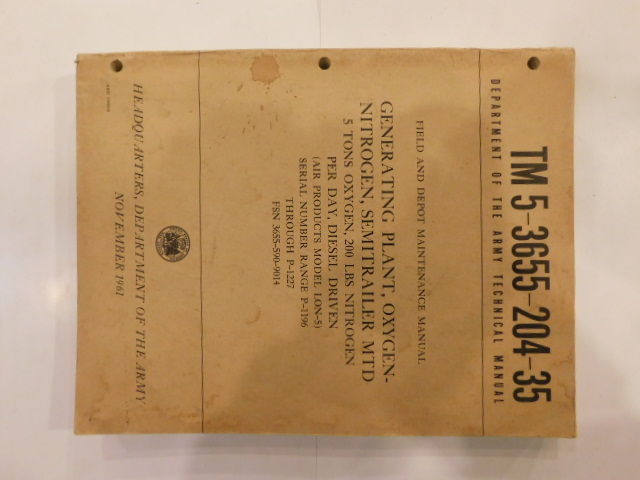 TM 5-3655-204-35
DEPARTMENT OF THE ARMY TECHNICAL MANUAL
FIELD AND DEPOT MAINTENANCE MANUAL
GENERATING PLANT, OXYGEN-
NITROGEN, SEMITRAILER MTD
5 TONS OXYGEN, 200 LBS NITROGEN
PER DAY, DIESEL DRIVEN
(AIR PRODUCTS MODEL LON-5)
SERIAL NUMBER RANGE P-1196
THROUGH P-1227
FSN 3655-590-9014
HEADQUARTERS, DEPARTMENT OF THE ARMY
NOVEMBER 1961